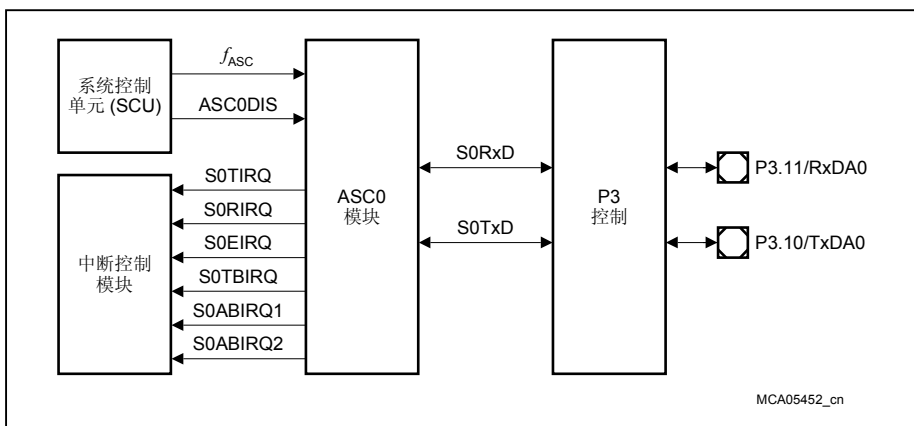 系统控制
单元 (SCU)
fASC
ASC0DIS
中断控制
模块
S0TIRQ
S0RIRQ
S0EIRQ
S0TBIRQ
S0ABIRQ1
S0ABIRQ2
ASC0
模块
S0RxD
S0TxD
P3
控制
P3.11/RxDA0
P3.10/TxDA0
MCA05452_cn